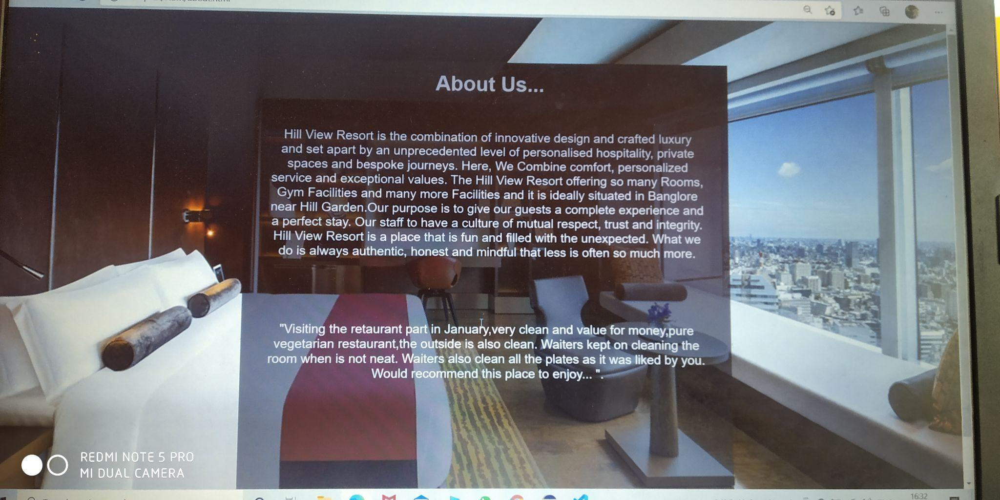 About Us...
Hill View Resort is the combination of innovative design and crafted luxury
and set apart by an unprecedented level of personalised hospitality, private
spaces and bespoke journeys. Here, We Combine comfort, personalized
service and exceptional values. The Hill View Resort offering so many Rooms,
Gym Facilities and many more Facilities and it is ideally situated in Banglore
near Hill Garden.Our purpose is to give our guests a complete experience and
a perfect stay. Our staff to have a culture of mutual respect, trust and integrity.
Hill View Resort is a place that is fun and filled with the unexpected. What we
do is always authentic, honest and mindful that less is often so much more.
"Visiting the retaurant part in January,very clean and value for money,pure
vegetarian restaurant,the outside is also clean. Waiters kept on cleaning the
room when is not neat. Waiters also clean all the plates as it was liked by you.
Would recommend this place to enjoy... ".
REDMI NOTE 5 PRO
MI DUAL CAMERA
16:32